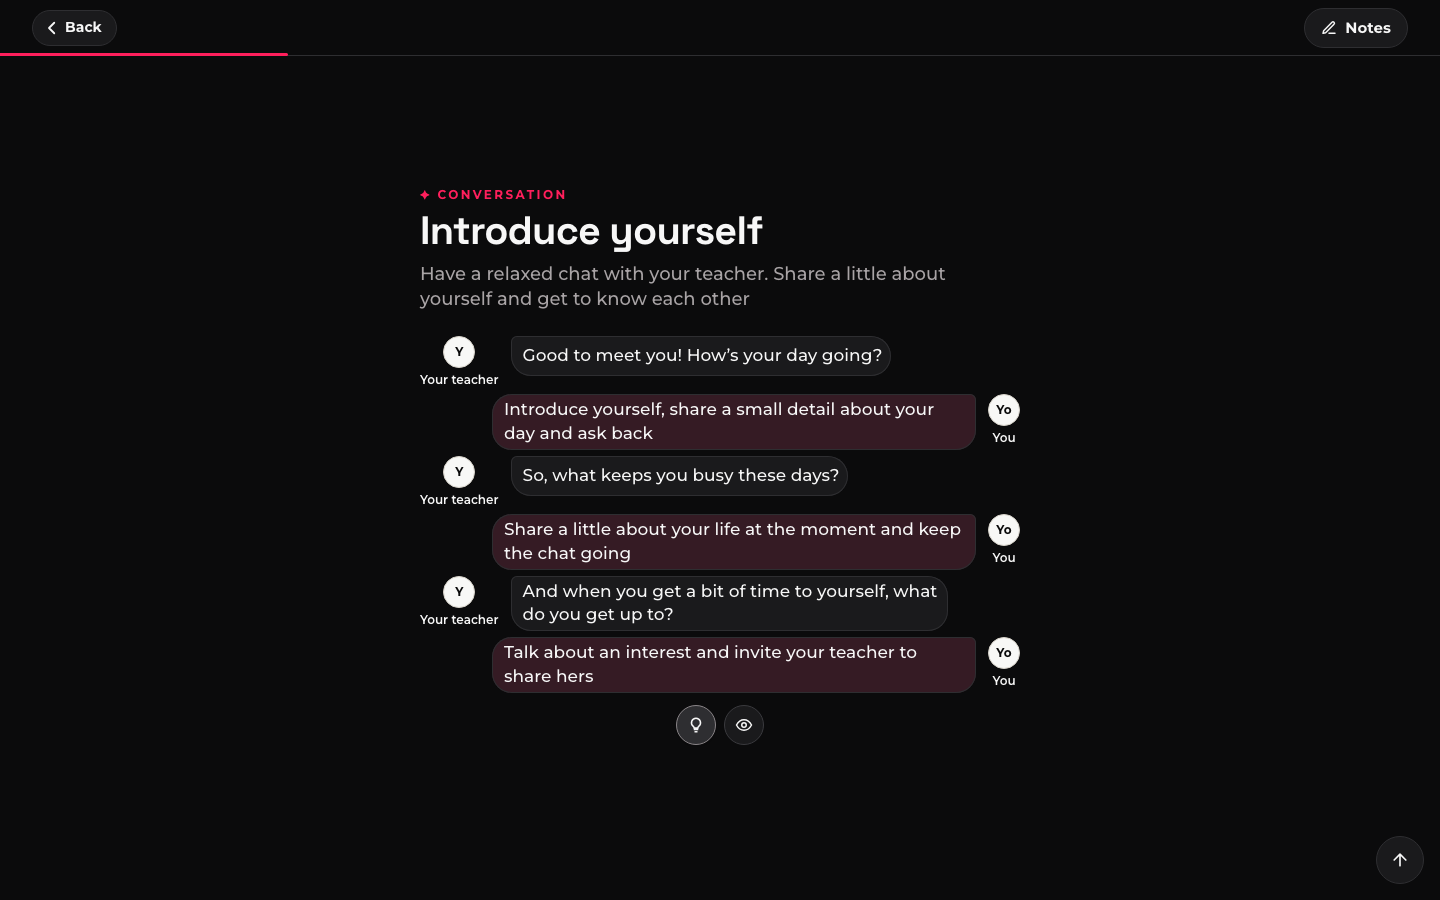 Back
Notes
CONVERSATION
Introduce yourself
Have a relaxed chat with your teacher. Share a little about
yourself and get to know each other
Y
Your teacher
Good to meet you! How's your day going?
Introduce yourself, share a small detail about your
day and ask back
Yo
You
Y
Your teacher
So, what keeps you busy these days?
Share a little about your life at the moment and keep
the chat going
Yo
You
Y
Your teacher
And when you get a bit of time to yourself, what
do you get up to?
Talk about an interest and invite your teacher to
share hers
Yo
You